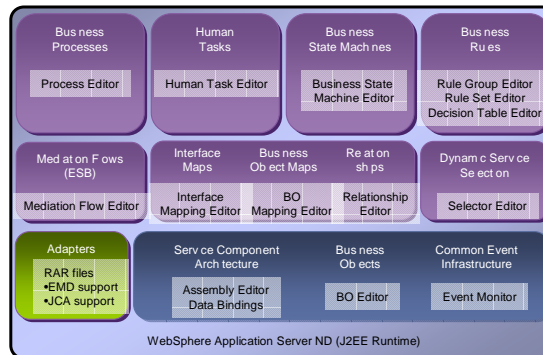 Bus ness
Processes
Process Editor
Human
Tasks
Human Task Editor
Bus ness
State Mach nes
Business State
Machine Editor
Bus ness
Ru es
Rule Group Editor
Rule Set Editor
Decision Table Editor
Med at on F ows
(ESB)
Mediation Flow Editor
Interface
Maps
Interface
Mapping Editor
Bus ness
Ob ect Maps
BO
Mapping Editor
Re at on
sh ps
Relationship
Editor
Dynam c Serv ce
Se ect on
Selector Editor
Adapters
RAR files
•EMD support
•JCA support
Serv ce Component
Arch tecture
Assembly Editor
Data Bindings
Bus ness
Ob ects
BO Editor
Common Event
Infrastructure
Event Monitor
WebSphere Application Server ND (J2EE Runtime)